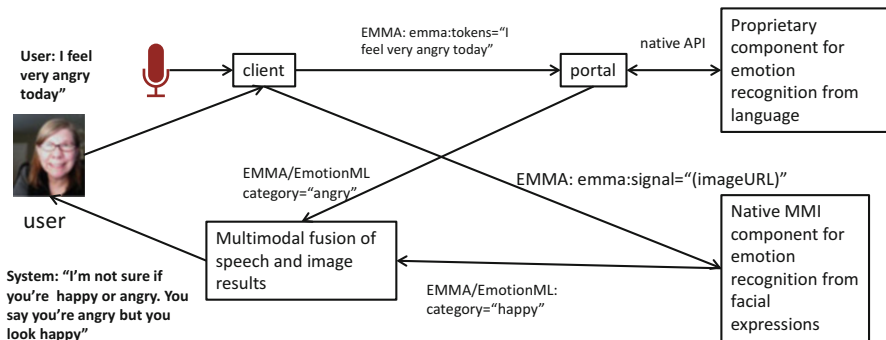 EMMA: emma:tokens=“I
feel very angry today”
native API
Proprietary
component for
emotion
recognition from
language
User: I feel
very angry
today”
client
portal
EMMA/EmotionML
category=“angry”
EMMA: emma:signal=“(imageURL)”
user
Multimodal fusion of
speech and image
results
Native MMI
component for
emotion
recognition from
facial
expressions
System: “I’m not sure if
you’re  happy or angry. You
say you’re angry but you
look happy”
EMMA/EmotionML:
category=“happy”